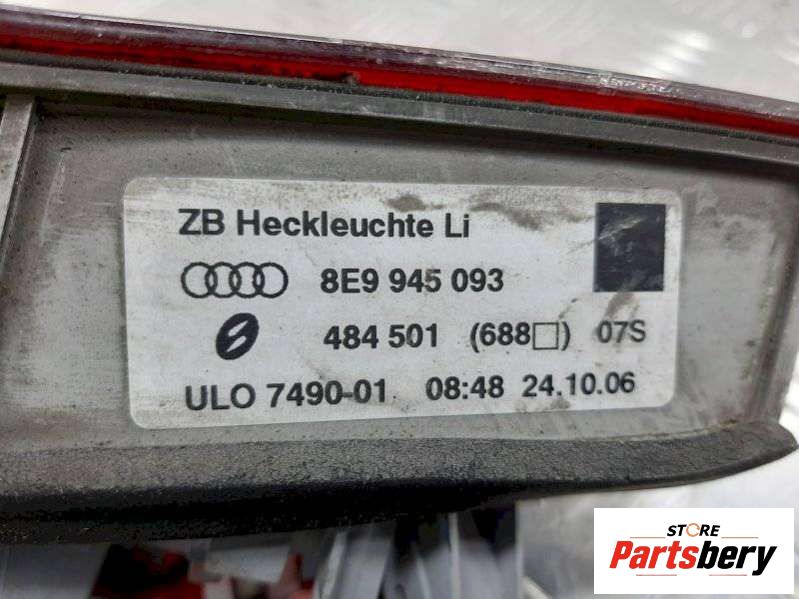 ZB Heckleuchte Li
8E9 945 093
484 501 (688□) 07S
ULO 7490-01 08:48 24.10.06
STORE
Partsbery